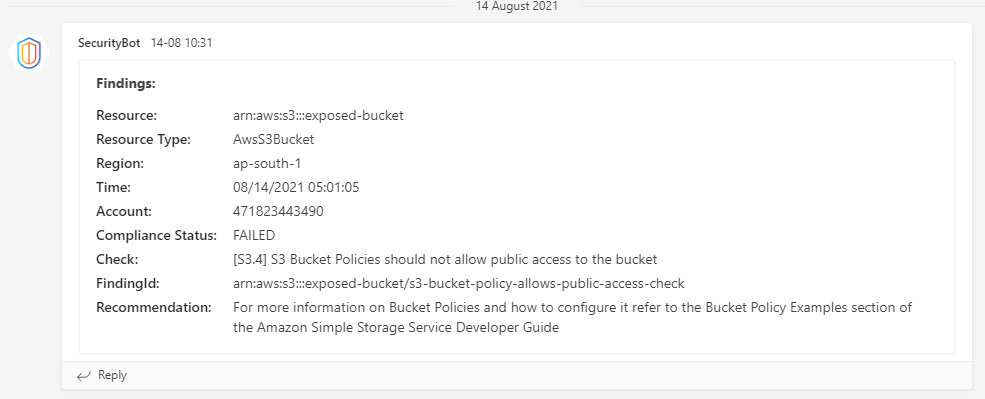 14 August 2021
SecurityBot 14-08 10:31
Findings:
Resource: arn:aws:s3:::exposed-bucket
Resource Type: AwsS3Bucket
Region: ap-south-1
Time: 08/14/2021 05:01:05
Account: 471823443490
Compliance Status: FAILED
Check: [S3.4] S3 Bucket Policies should not allow public access to the bucket
FindingId: arn:aws:s3:::exposed-bucket/s3-bucket-policy-allows-public-access-check
Recommendation: For more information on Bucket Policies and how to configure it refer to the Bucket Policy Examples section of
the Amazon Simple Storage Service Developer Guide
Reply